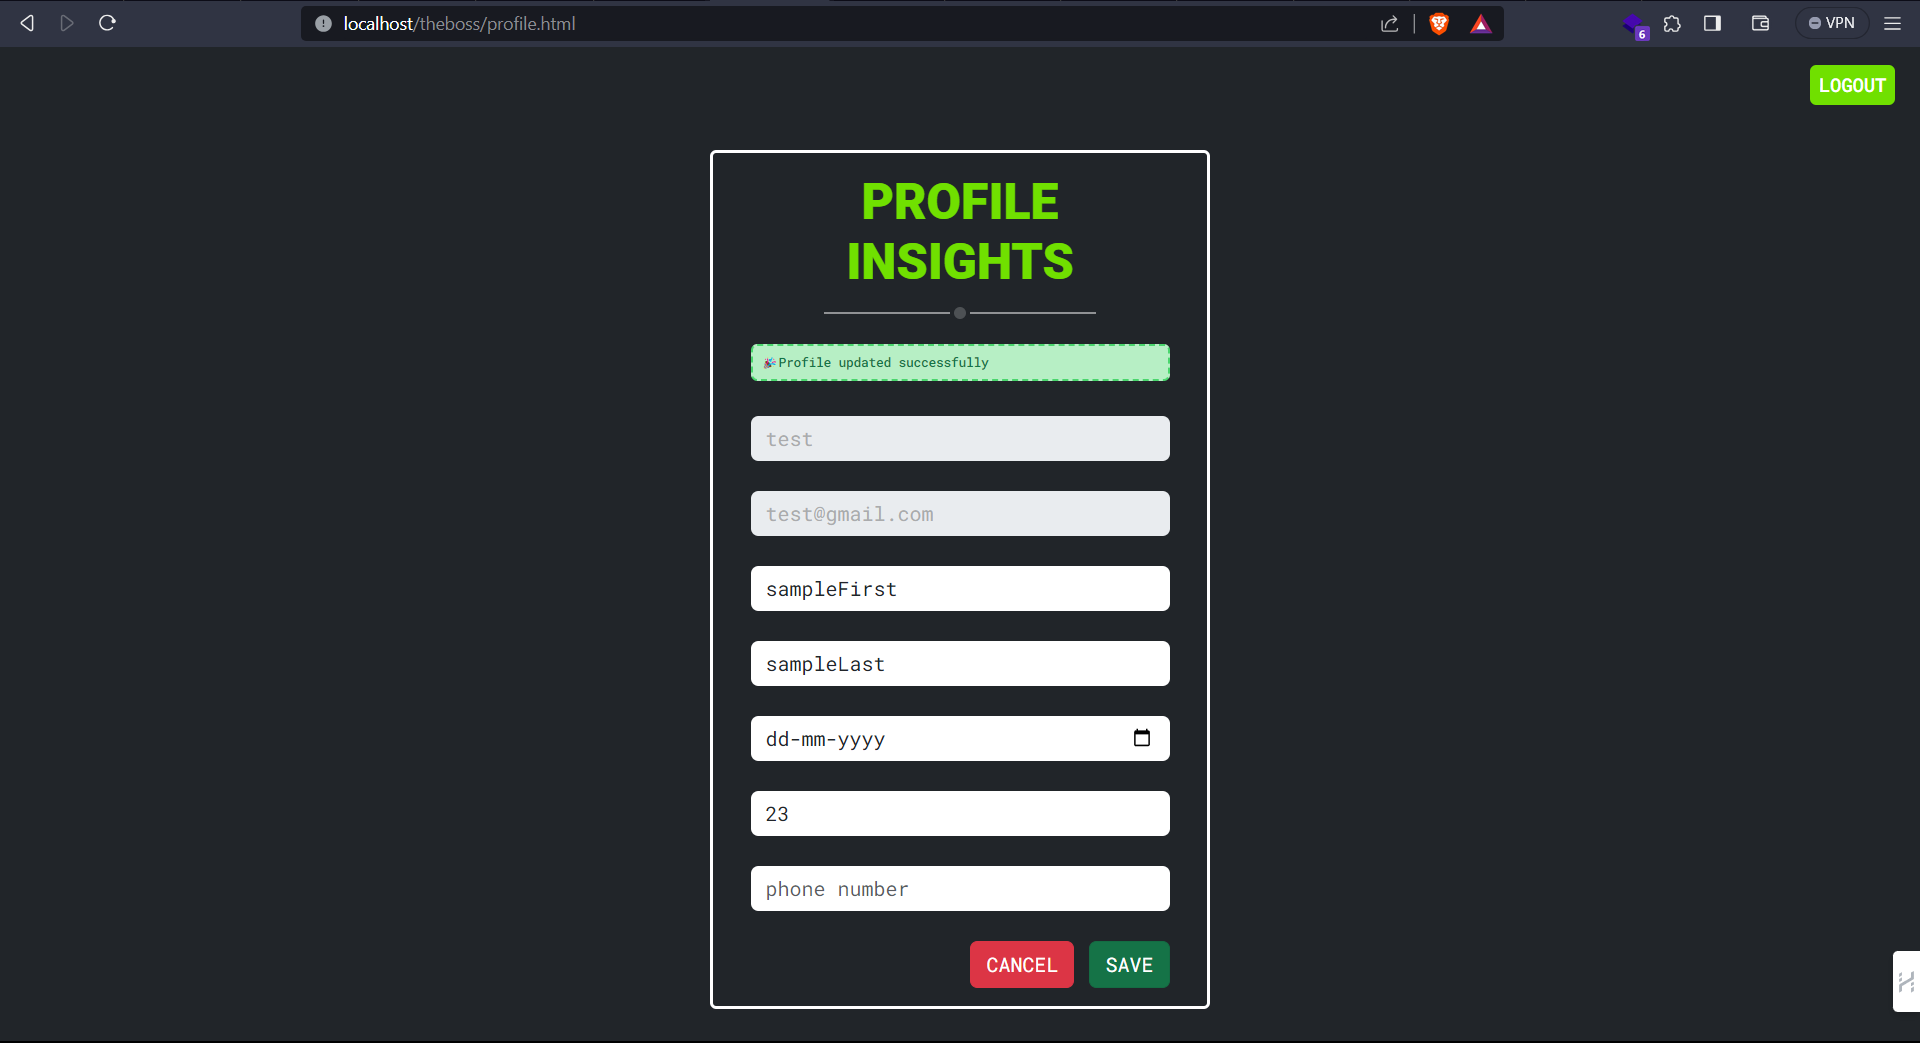 localhost/theboss/profile.html
6
VPN
LOGOUT
PROFILE
INSIGHTS
🎉Profile updated successfully
test
test@gmail.com
sampleFirst
sampleLast
dd-mm-yyyy
23
phone number
CANCEL SAVE